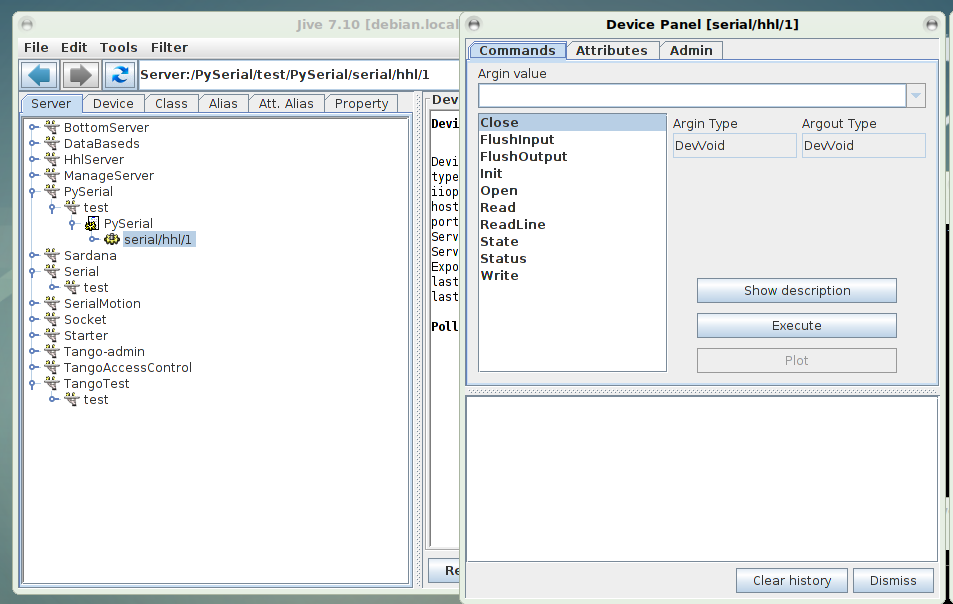 Jive 7.10 [debian.local
File Edit Tools Filter
Server:/PySerial/test/PySerial/serial/hhl/1
Server Device Class Alias Att. Alias Property
BottomServer
DataBaseds
HhlServer
ManageServer
PySerial
test
PySerial
serial/hhl/1
Sardana
Serial
test
SerialMotion
Socket
Starter
Tango-admin
TangoAccessControl
TangoTest
test
Dev
Devi
Devi
type
iiop
host
port
Serv
Serv
Expo
last
last
Poll
Re
Device Panel [serial/hhl/1]
Commands Attributes Admin
Argin value
Close
FlushInput
FlushOutput
Init
Open
Read
ReadLine
State
Status
Write
Argin Type Argout Type
DevVoid DevVoid
Show description
Execute
Plot
Clear history Dismiss